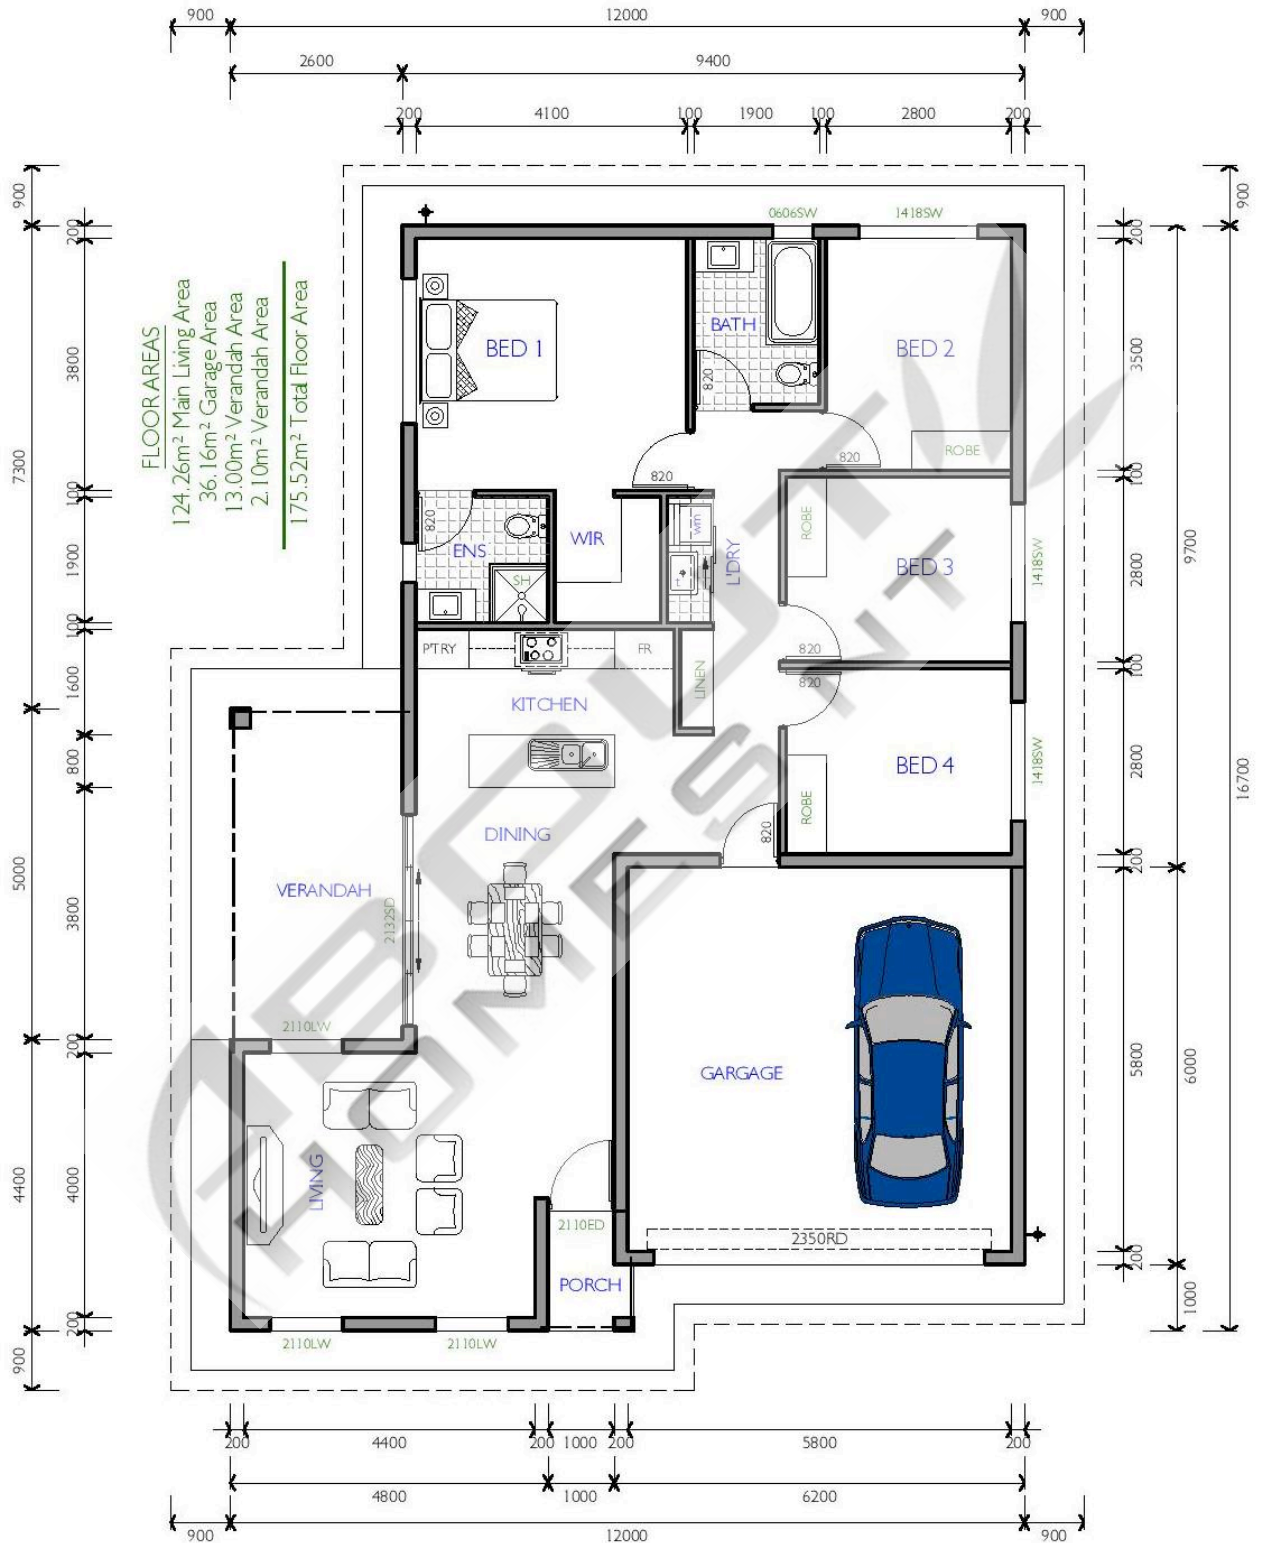 900
12000
900
2600
9400
200
4100
100
1900
100
2800
200
FLOOR AREAS
124.26m² Main Living Area
36.16m² Garage Area
13.00m² Verandah Area
2.10m² Verandah Area
175.52m² Total Floor Area
900
7300
5000
4400
900
200
3800
100
1900
100
1600
800
3800
200
4000
200
0606SW
1418SW
BED 1
BATH
820
BED 2
820
820
ROBE
820
ENS
SH
WIR
wm
t
L'DRY
ROBE
BED 3
1418SW
820
P'TRY
FR
LINEN
820
KITCHEN
BED 4
1418SW
ROBE
820
DINING
VERANDAH
2132SD
2110LW
GARGAGE
LIVING
2110ED
2350RD
PORCH
2110LW
2110LW
ABOUT
HOMES NT
200
3500
100
2800
100
2800
200
5800
200
9700
6000
1000
900
16700
200
4400
200
1000
200
5800
200
4800
1000
6200
900
12000
900